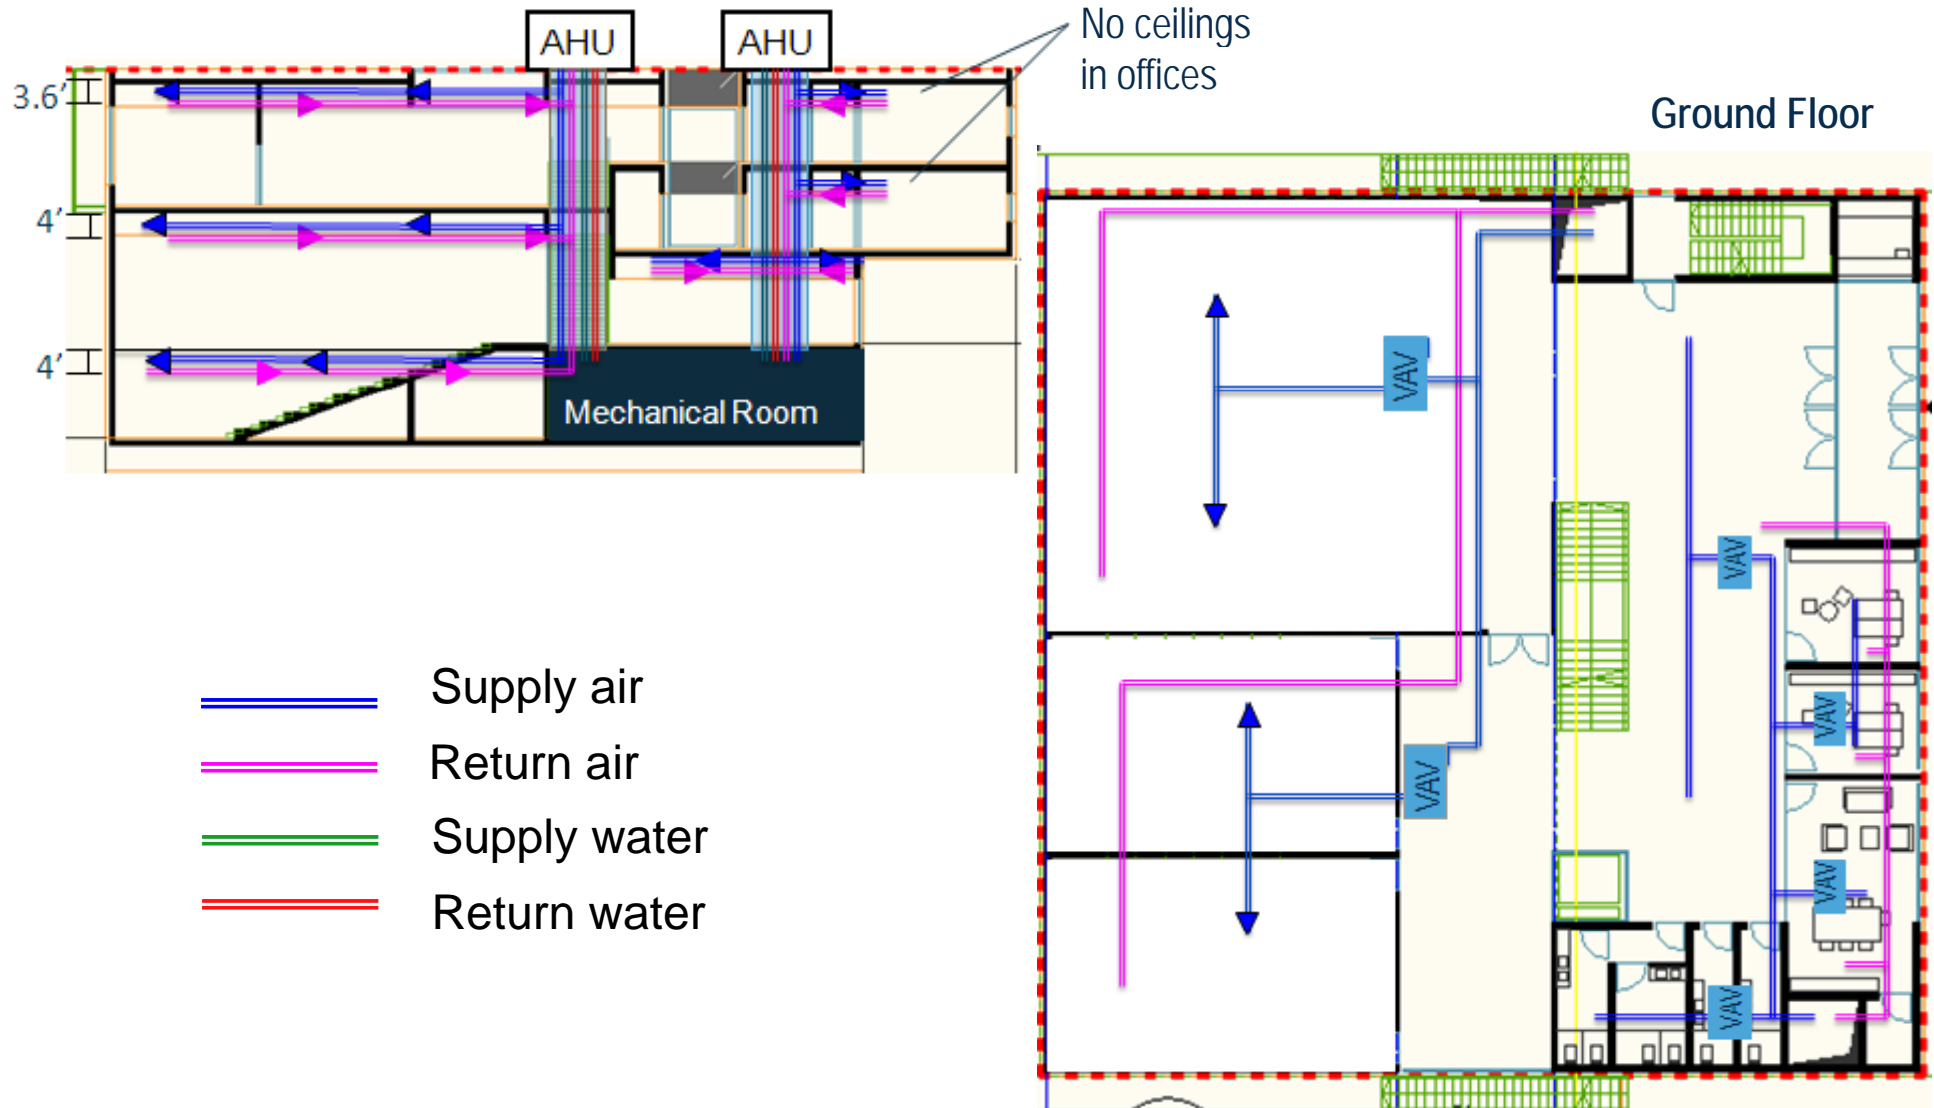 AHU
AHU
No ceilings
in offices
3.6'
4'
4'
Mechanical Room
Ground Floor
VAV
VAV
VAV
VAV
VAV
VAV
Supply air
Return air
Supply water
Return water